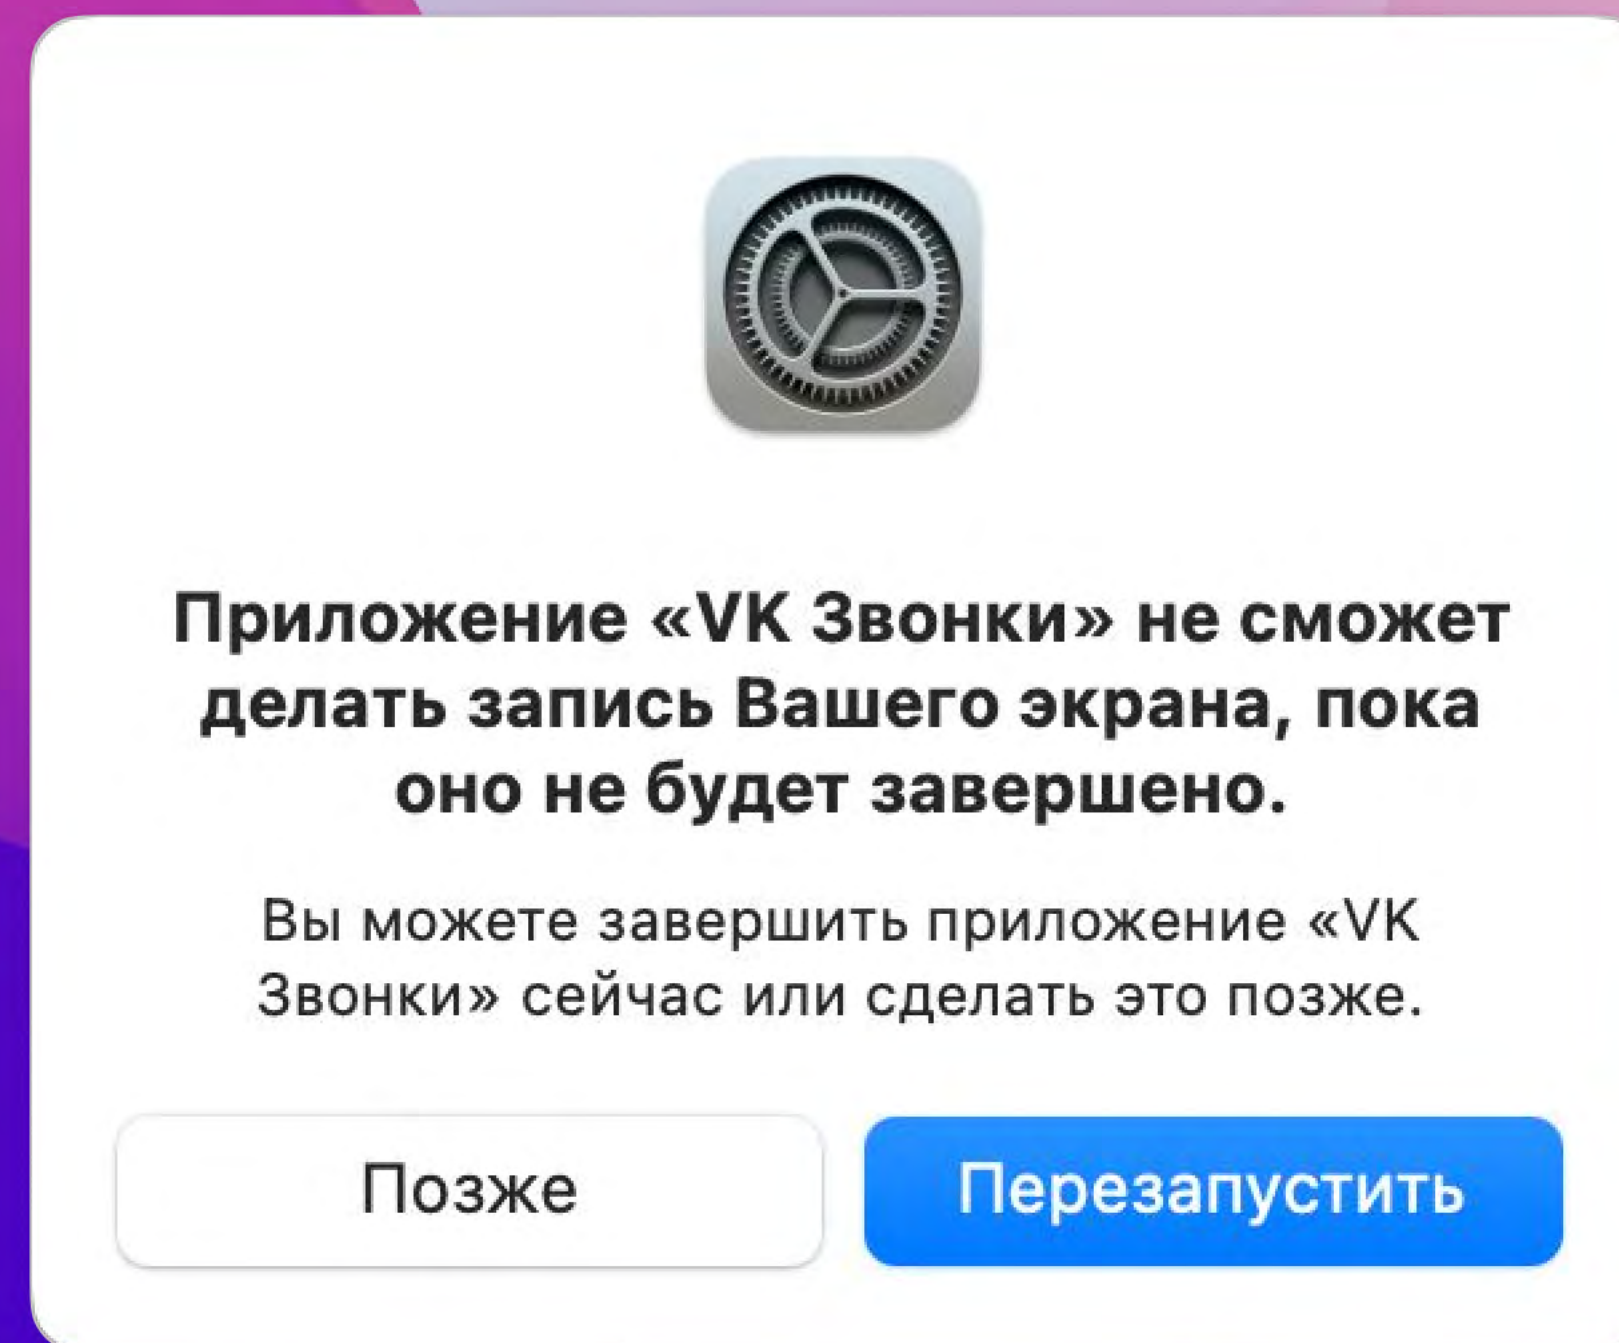 Приложение «VK Звонки» не сможет
делать запись Вашего экрана, пока
оно не будет завершено.
Вы можете завершить приложение «VK
Звонки» сейчас или сделать это позже.
Позже
Перезапустить